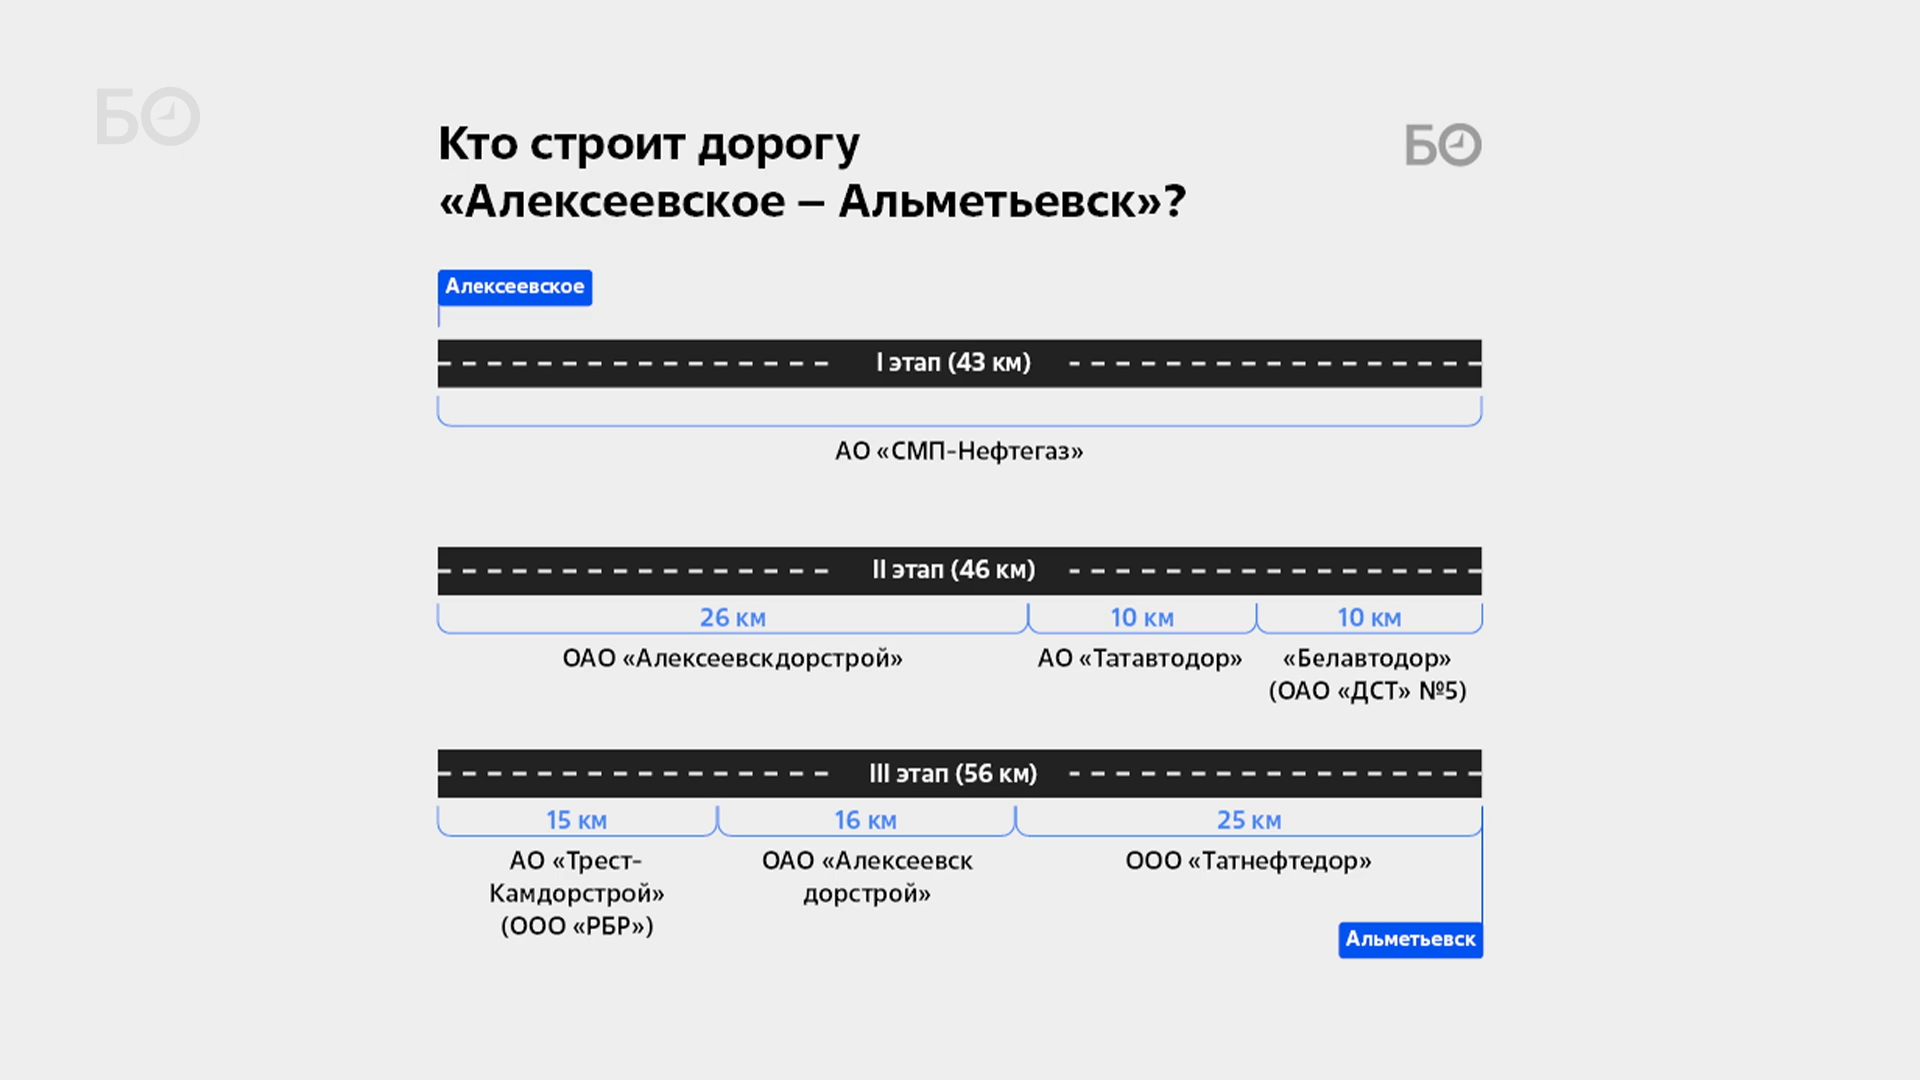 БО
Кто строит дорогу
«Алексеевское – Альметьевск»?
БО
Алексеевское
I этап (43 км)
АО «СМП-Нефтегаз»
II этап (46 км)
26 км
10 км
10 км
ОАО «Алексеевскдорстрой»
АО «Татавтодор»
«Белавтодор»
(ОАО «ДСТ» №5)
III этап (56 км)
15 км
16 км
25 км
АО «Трест-
Камдорстрой»
(ООО «РБР»)
ОАО «Алексеевск
дорстрой»
ООО «Татнефтедор»
Альметьевск